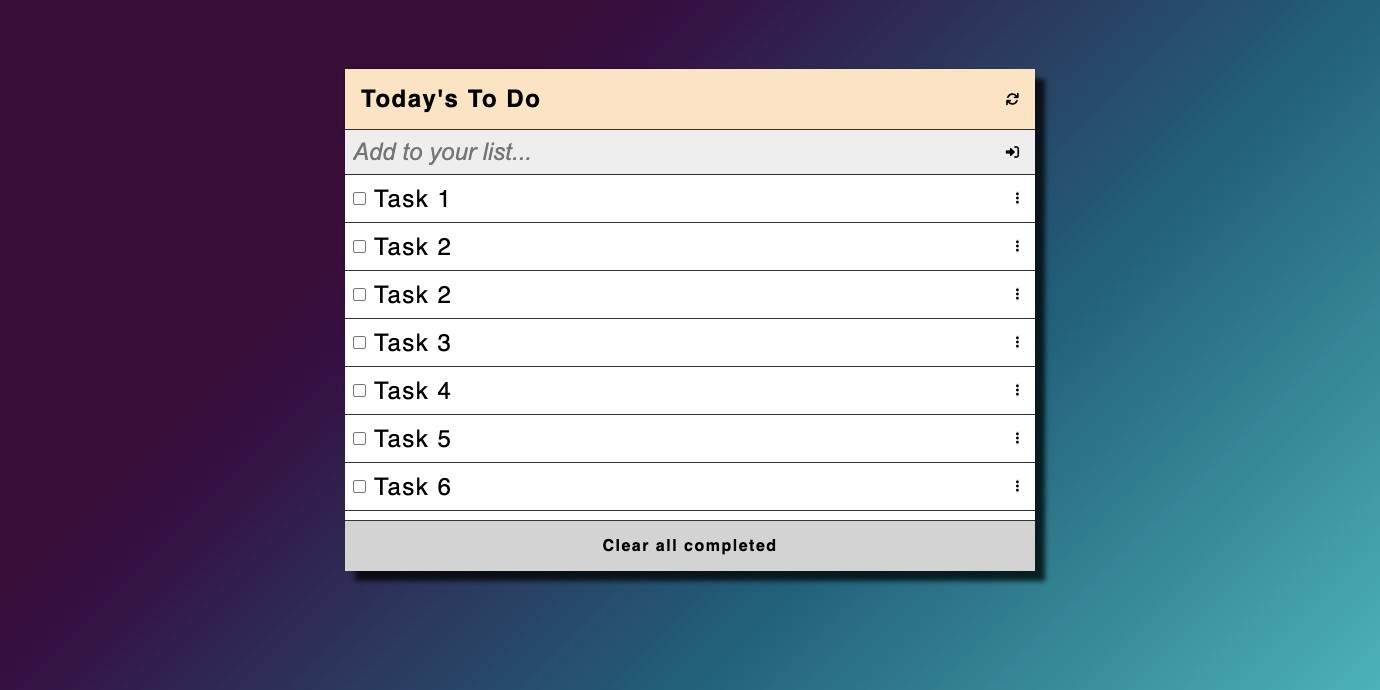 Today's To Do
Add to your list...
Task 1
Task 2
Task 2
Task 3
Task 4
Task 5
Task 6
Clear all completed